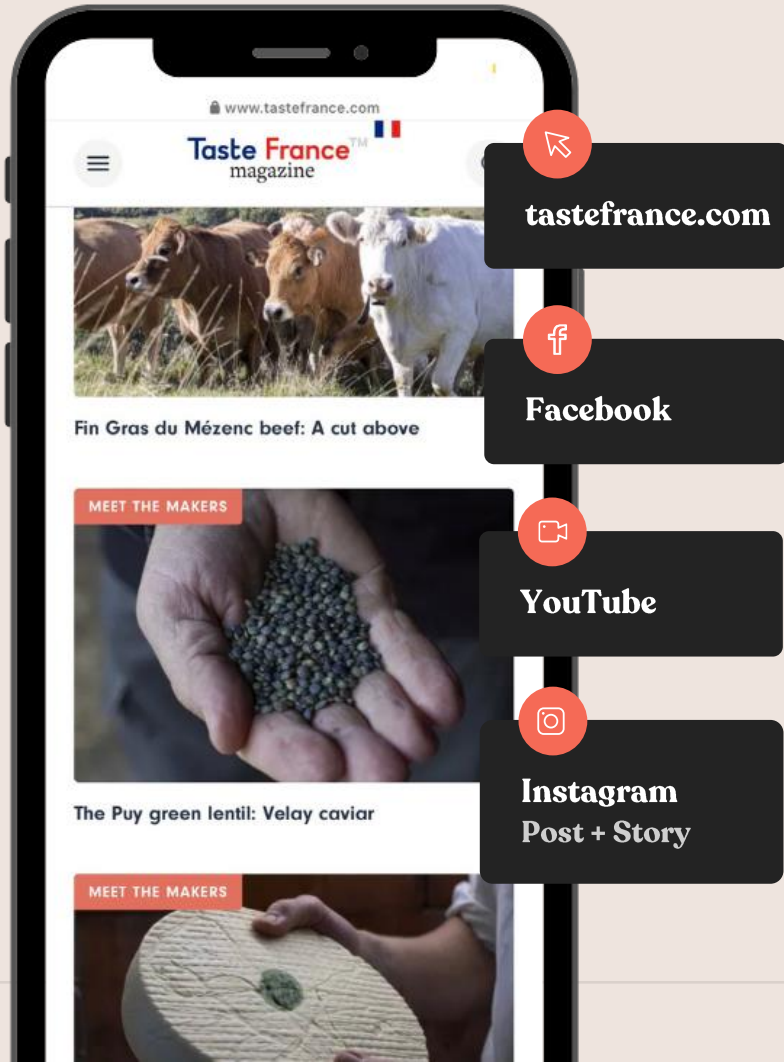 www.tastefrance.com
Taste France™
magazine
tastefrance.com
Fin Gras du Mézenc beef: A cut above
Facebook
MEET THE MAKERS
YouTube
The Puy green lentil: Velay caviar
Instagram
Post + Story
MEET THE MAKERS